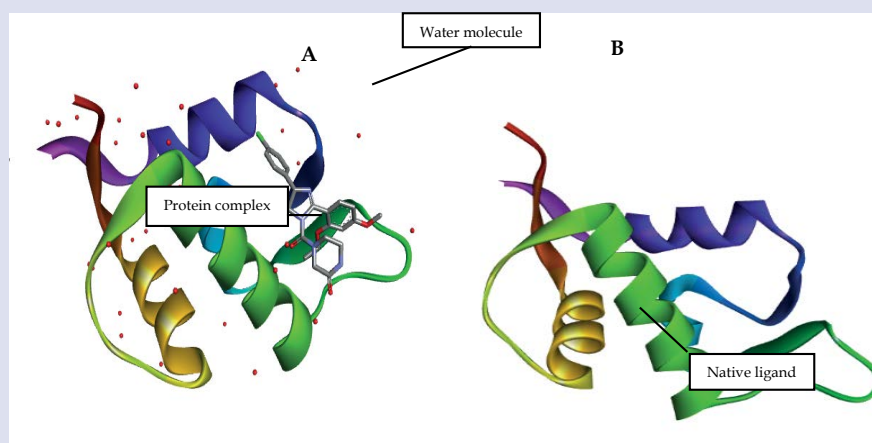 Water molecule
A
B
Protein complex
Native ligand